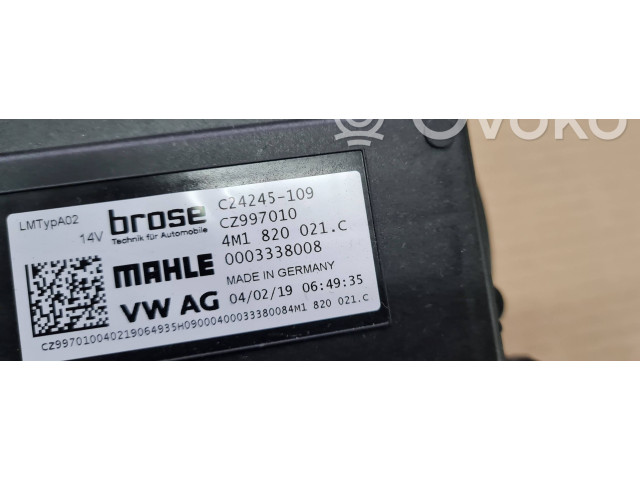 OVOKO
LMTypA02
14V
brose
Technik für Automobile
C24245-109
CZ997010
4M1 820 021.C
0003338008
MAHLE
MADE IN GERMANY
VW AG
04/02/19 06:49:35
CZ997010040219064935H09000400033380084M1 820 021.C